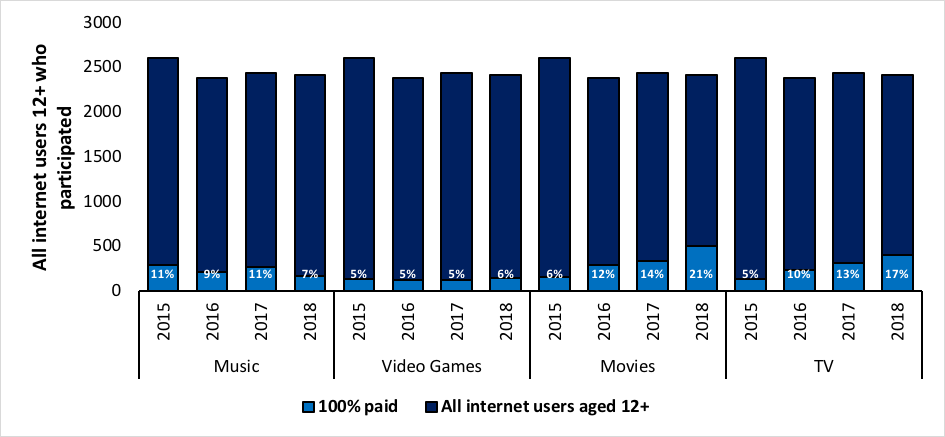 3000
2500
2000
1500
1000
500
0
All internet users 12+ who
participated
11% 9% 11% 7% 5% 5% 5% 6% 6% 12% 14% 21% 5% 10% 13% 17%
2015 2016 2017 2018 2015 2016 2017 2018 2015 2016 2017 2018 2015 2016 2017 2018
Music Video Games Movies TV
100% paid All internet users aged 12+